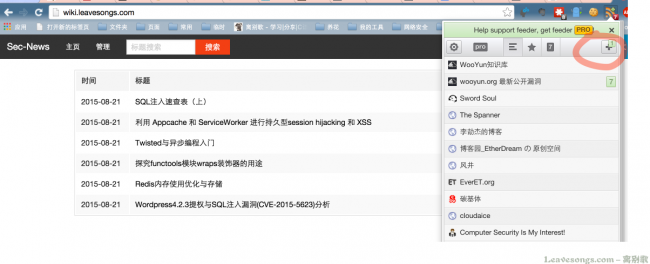 wiki.leavesongs.com
应用 打开新的标签页 文件夹 页面 使用 临时 离别歌 - 学习|分享|C 界面 我的工具 网络安全
Help support feeder, get feeder PRO ×
Sec-News 主页 管理 标题搜索 搜索
pro 7
时间 标题
2015-08-21 SQL注入速查表（上）
2015-08-21 利用 Appcache 和 ServiceWorker 进行持久型session hijacking 和 XSS
2015-08-21 Twisted与异步编程入门
2015-08-21 探究functools模块wraps装饰器的用途
2015-08-21 Redis内存使用优化与存储
2015-08-21 Wordpress4.2.3提权与SQL注入漏洞(CVE-2015-5623)分析
WooYun知识库
wooyun.org 最新公开漏洞 7
Sword Soul
The Spanner
李劼杰的博客
博客园_EtherDream の 原创空间
风井
ET EverET.org
碳基体
cloudaice
Computer Security Is My Interest!
Leavesongs.com – 离别歌